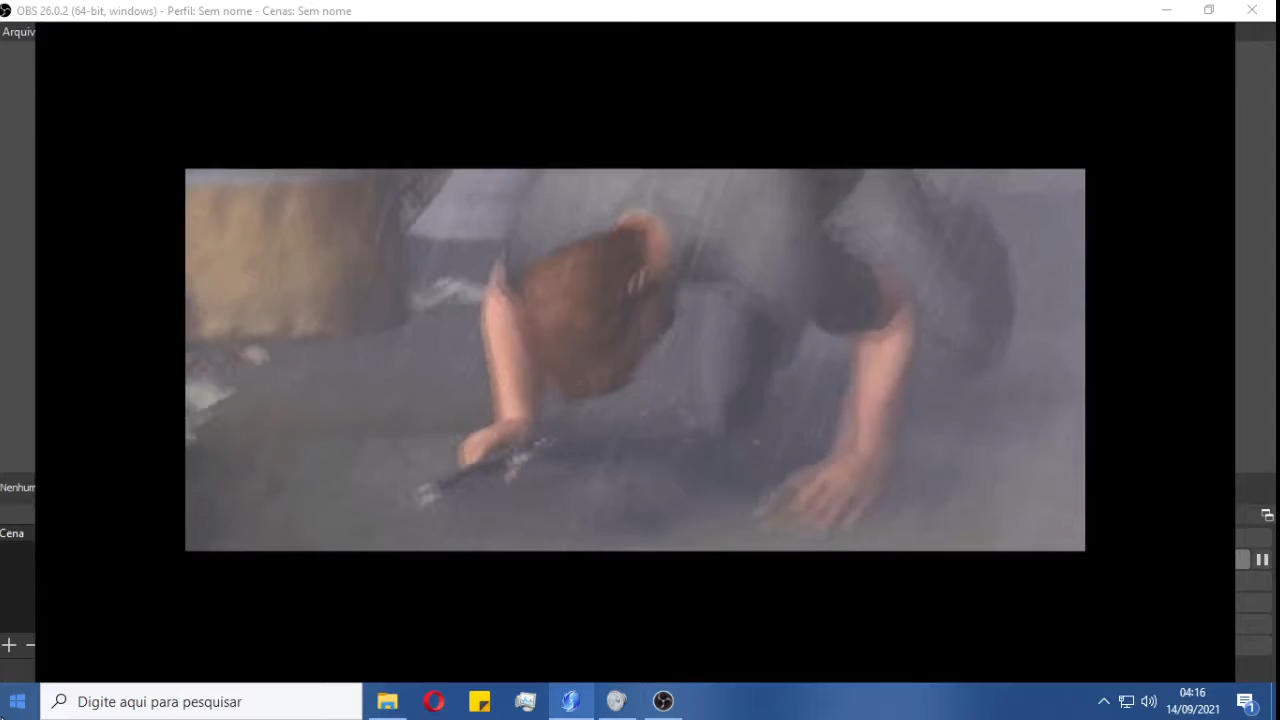 OBS 26.0.2 (64-bit, windows) - Perfil: Sem nome - Cenas: Sem nome
Arquiv
Nenhum
Cena
Digite aqui para pesquisar
04:16
14/09/2021
1